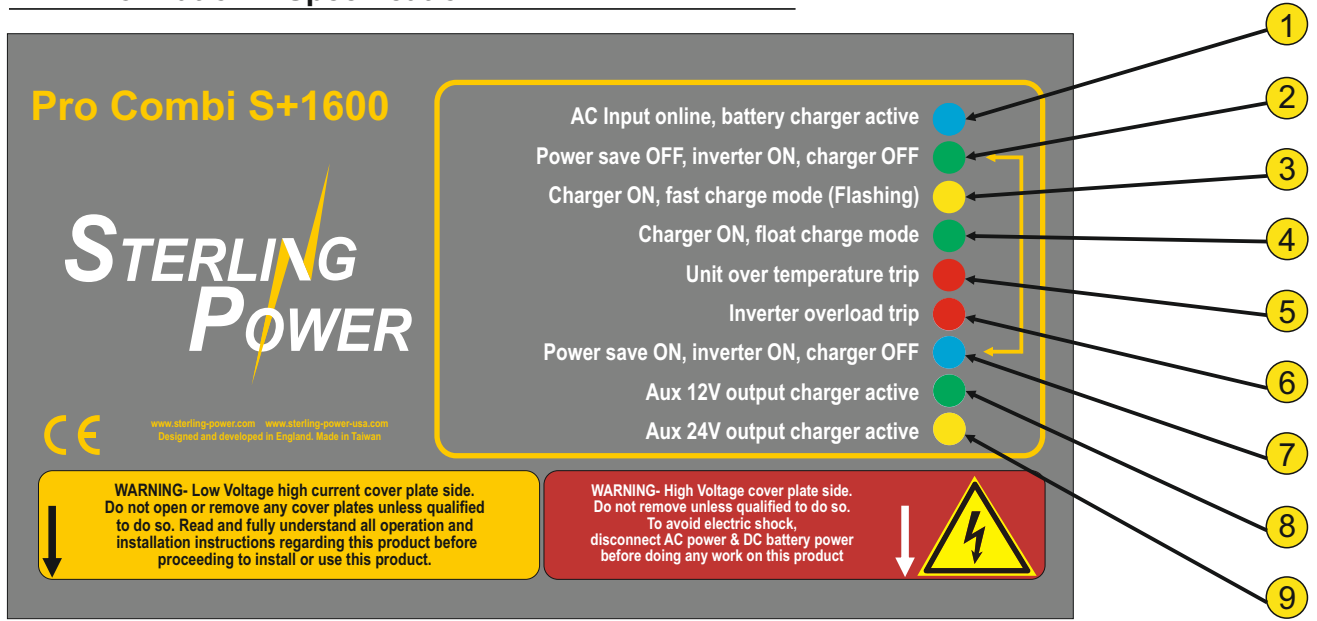 1
Pro Combi S+1600
AC Input online, battery charger active
2
Power save OFF, inverter ON, charger OFF
3
Charger ON, fast charge mode (Flashing)
4
Charger ON, float charge mode
Unit over temperature trip
5
Inverter overload trip
6
Power save ON, inverter ON, charger OFF
7
Aux 12V output charger active
8
Aux 24V output charger active
9
STERLING
POWER
CE
www.sterling-power.com www.sterling-power-usa.com
Designed and developed in England. Made in Taiwan
WARNING- Low Voltage high current cover plate side.
Do not open or remove any cover plates unless qualified
to do so. Read and fully understand all operation and
installation instructions regarding this product before
proceeding to install or use this product.
WARNING- High Voltage cover plate side.
Do not remove unless qualified to do so.
To avoid electric shock,
disconnect AC power & DC battery power
before doing any work on this product